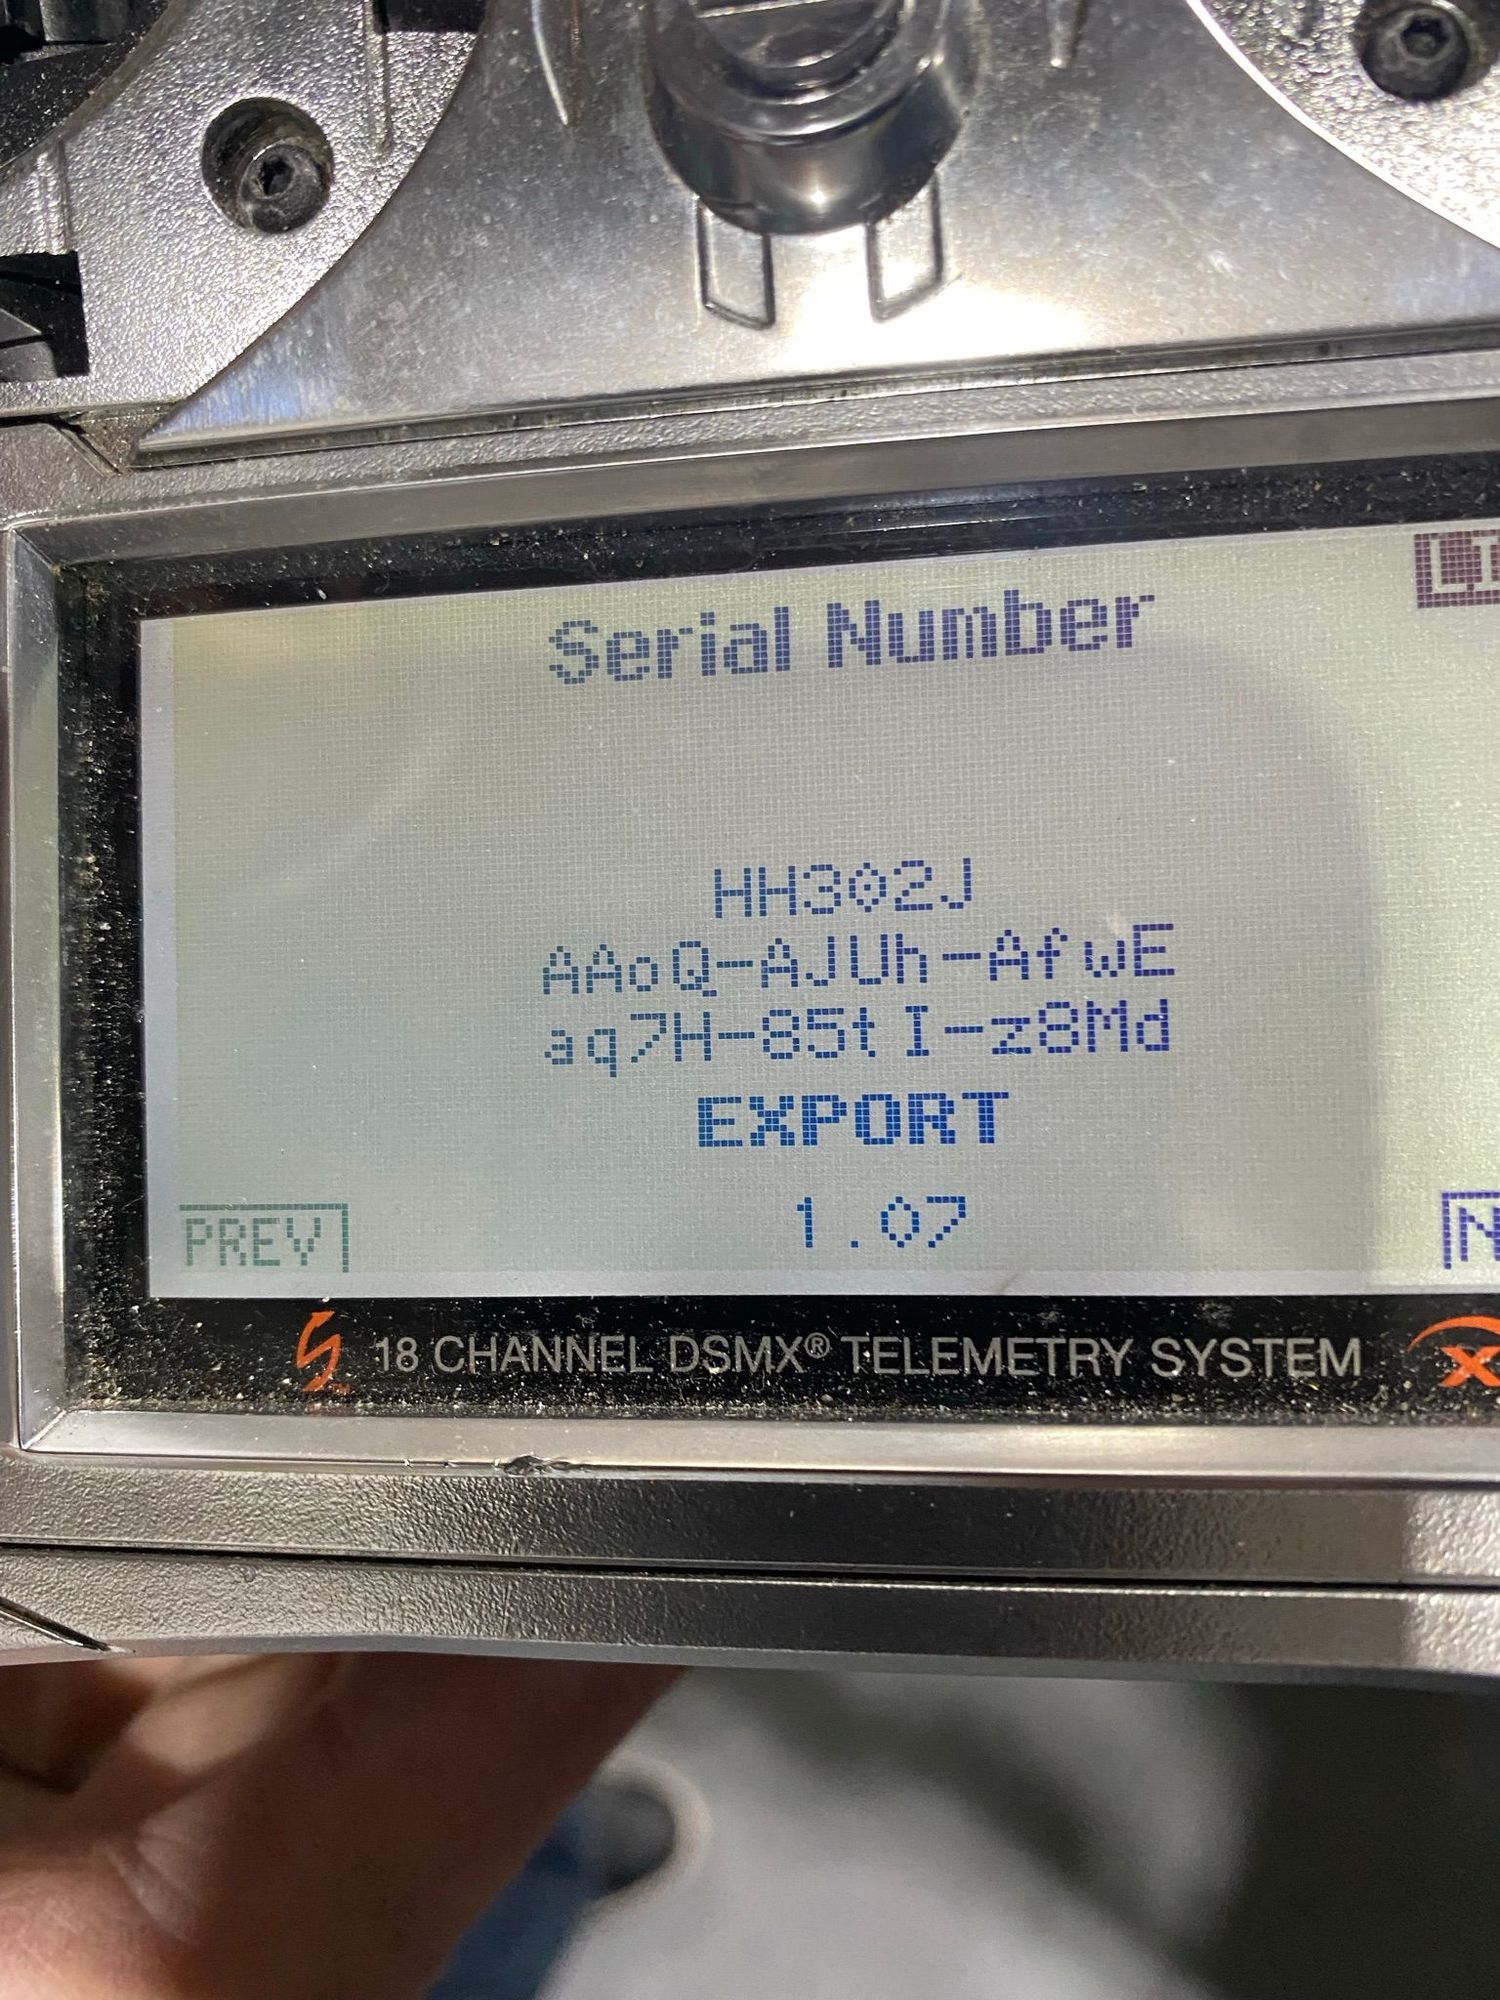 Serial Number
HH302J
AAoQ-AJUh-AfwE
aq7H-85tI-z8Md
EXPORT
PREV
1.07
18 CHANNEL DSMX® TELEMETRY SYSTEM